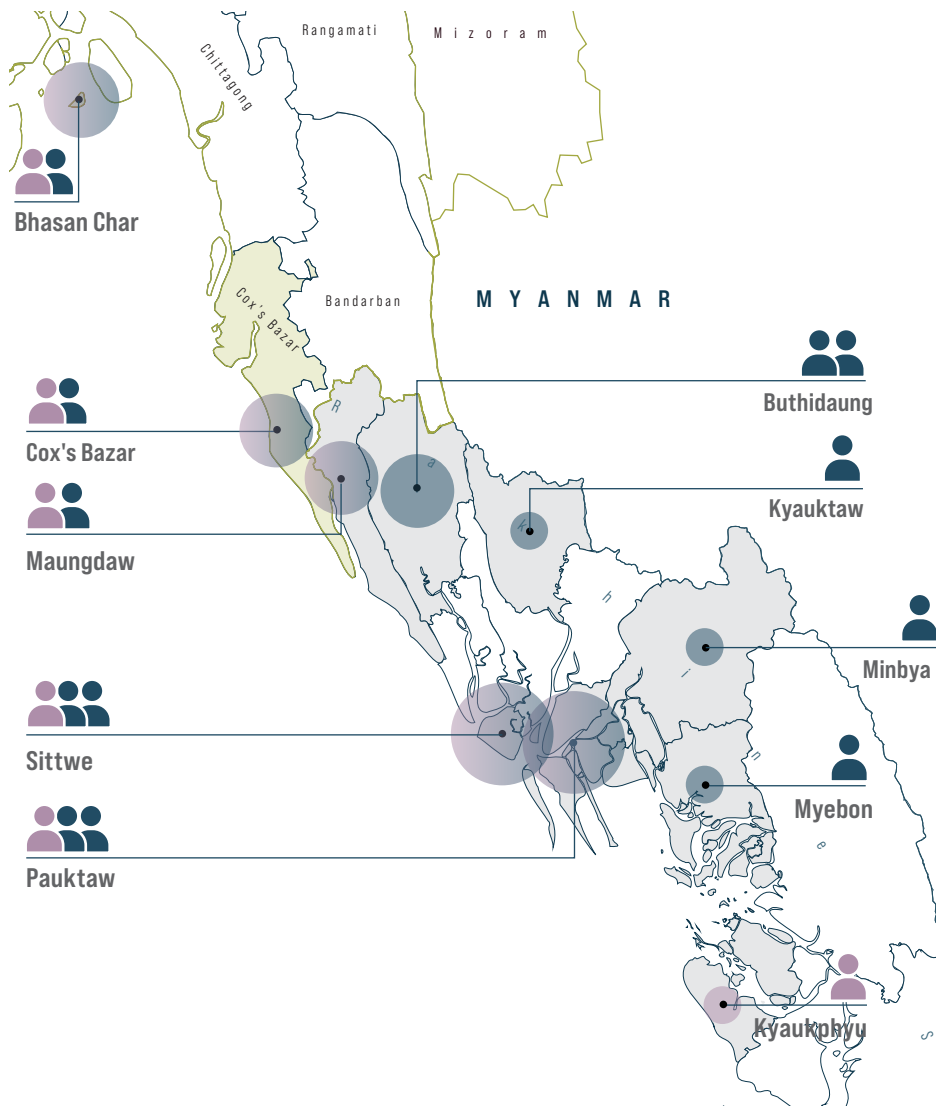 Rangamati
Mizoram
Chittagong
Bhasan Char
Cox's Bazar
Bandarban
MYANMAR
Buthidaung
Cox's Bazar
Kyauktaw
Maungdaw
Minbya
Sittwe
Myebon
Pauktaw
Kyaukphyu
R a k h i n e S